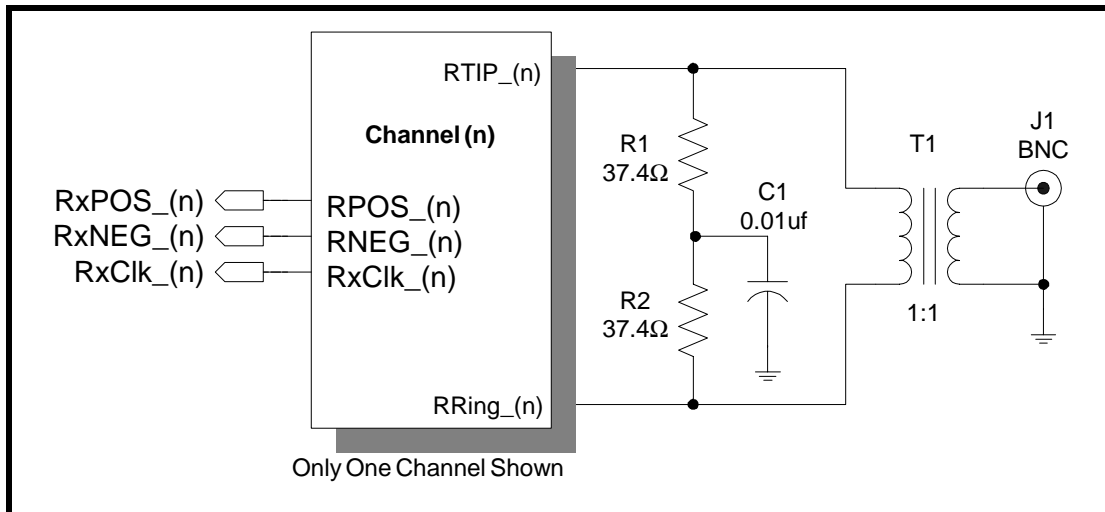 RTIP_(n)
Channel (n)
RxPOS_(n)
RxNEG_(n)
RxClk_(n)
RPOS_(n)
RNEG_(n)
RxClk_(n)
RRing_(n)
Only One Channel Shown
R1
37.4Ω
C1
0.01uf
R2
37.4Ω
T1
1:1
J1
BNC